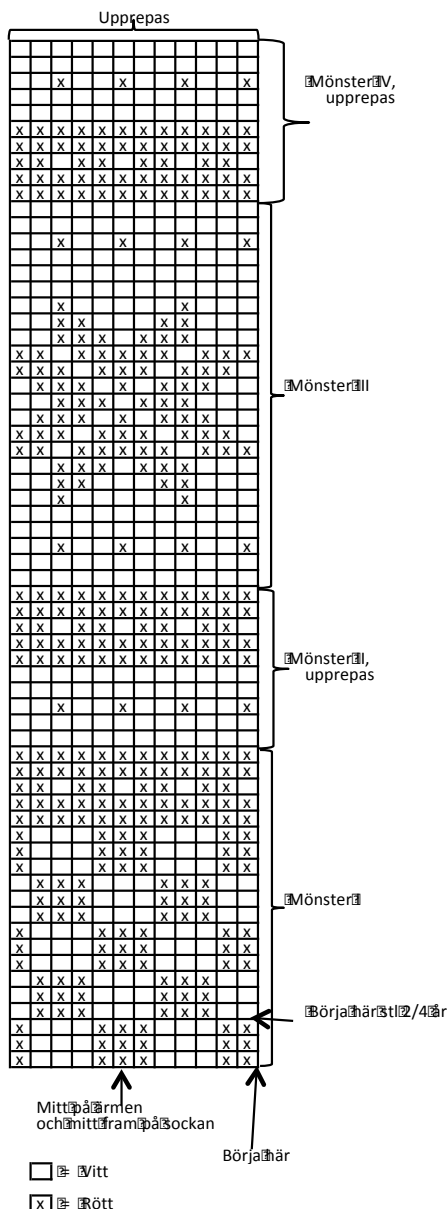 Upprepas
Mönster IV,
upprepas
Mönster III
Mönster II,
upprepas
Mönster I
Börja här stl 2/4 år
Mitt på ärmen
och mitt fram på sockan
Börja här
= Vitt
x = Rött